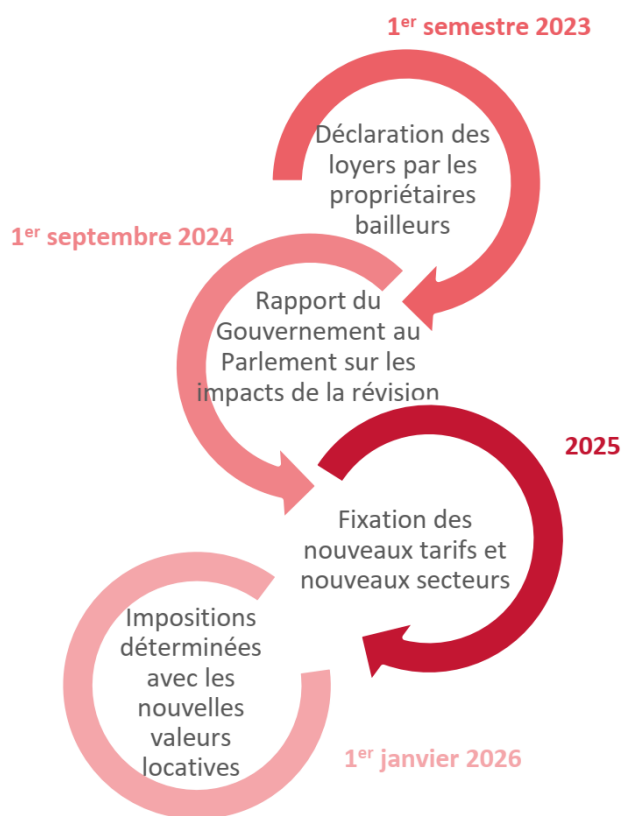 1er semestre 2023
Déclaration des
loyers par les
propriétaires
bailleurs
1er septembre 2024
Rapport du
Gouvernement au
Parlement sur les
impacts de la révision
2025
Fixation des
nouveaux tarifs et
nouveaux secteurs
Impositions
déterminées
avec les
nouvelles
valeurs
locatives
1er janvier 2026